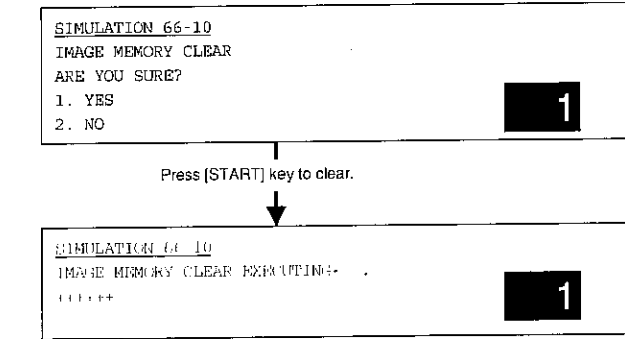 SIMULATION 66-10
IMAGE MEMORY CLEAR
ARE YOU SURE?
1. YES
2. NO
1
Press [START] key to clear.
SIMULATION 66-10
IMAGE MEMORY CLEAR EXECUTING
1